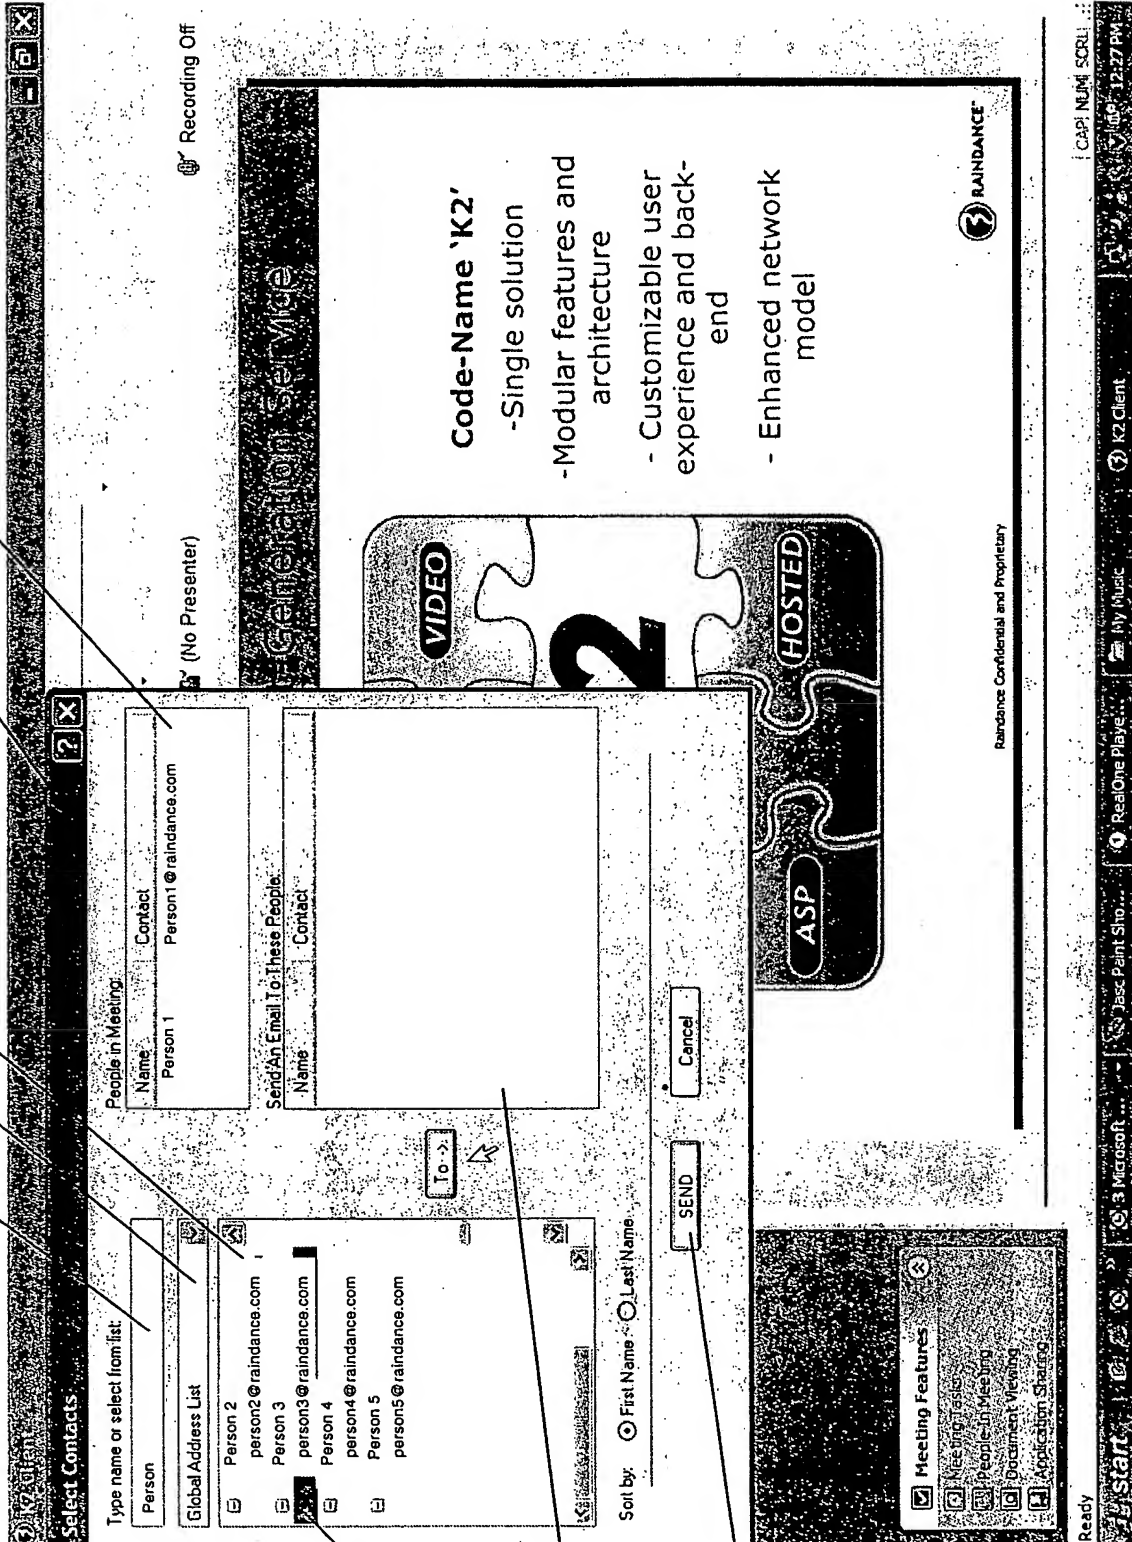 K2 Client
Select Contacts
Type name or select from list:
Person
Global Address List
Person 2
person2@raindance.com
Person 3
person3@raindance.com
Person 4
person4@raindance.com
Person 5
person5@raindance.com
Sort by:
First Name
Last Name
To ->
People in Meeting:
Name Contact
Person 1 Person1@raindance.com
Send An Email To These People:
Name Contact
SEND
Cancel
(No Presenter)
Recording Off
Generation Service
VIDEO
2
HOSTED
ASP
Code-Name 'K2'
-Single solution
-Modular features and
architecture
- Customizable user
experience and back-
end
- Enhanced network
model
Raindance Confidential and Proprietary
RAINDANCE
Meeting Features
Meeting Tasks
People in Meeting
Document Viewing
Application Sharing
Ready
CAP NUM SCRL
start
3 Microsoft ...
Jasc Paint Sho...
RealOne Playe...
My Music
K2 Client
12:27 PM